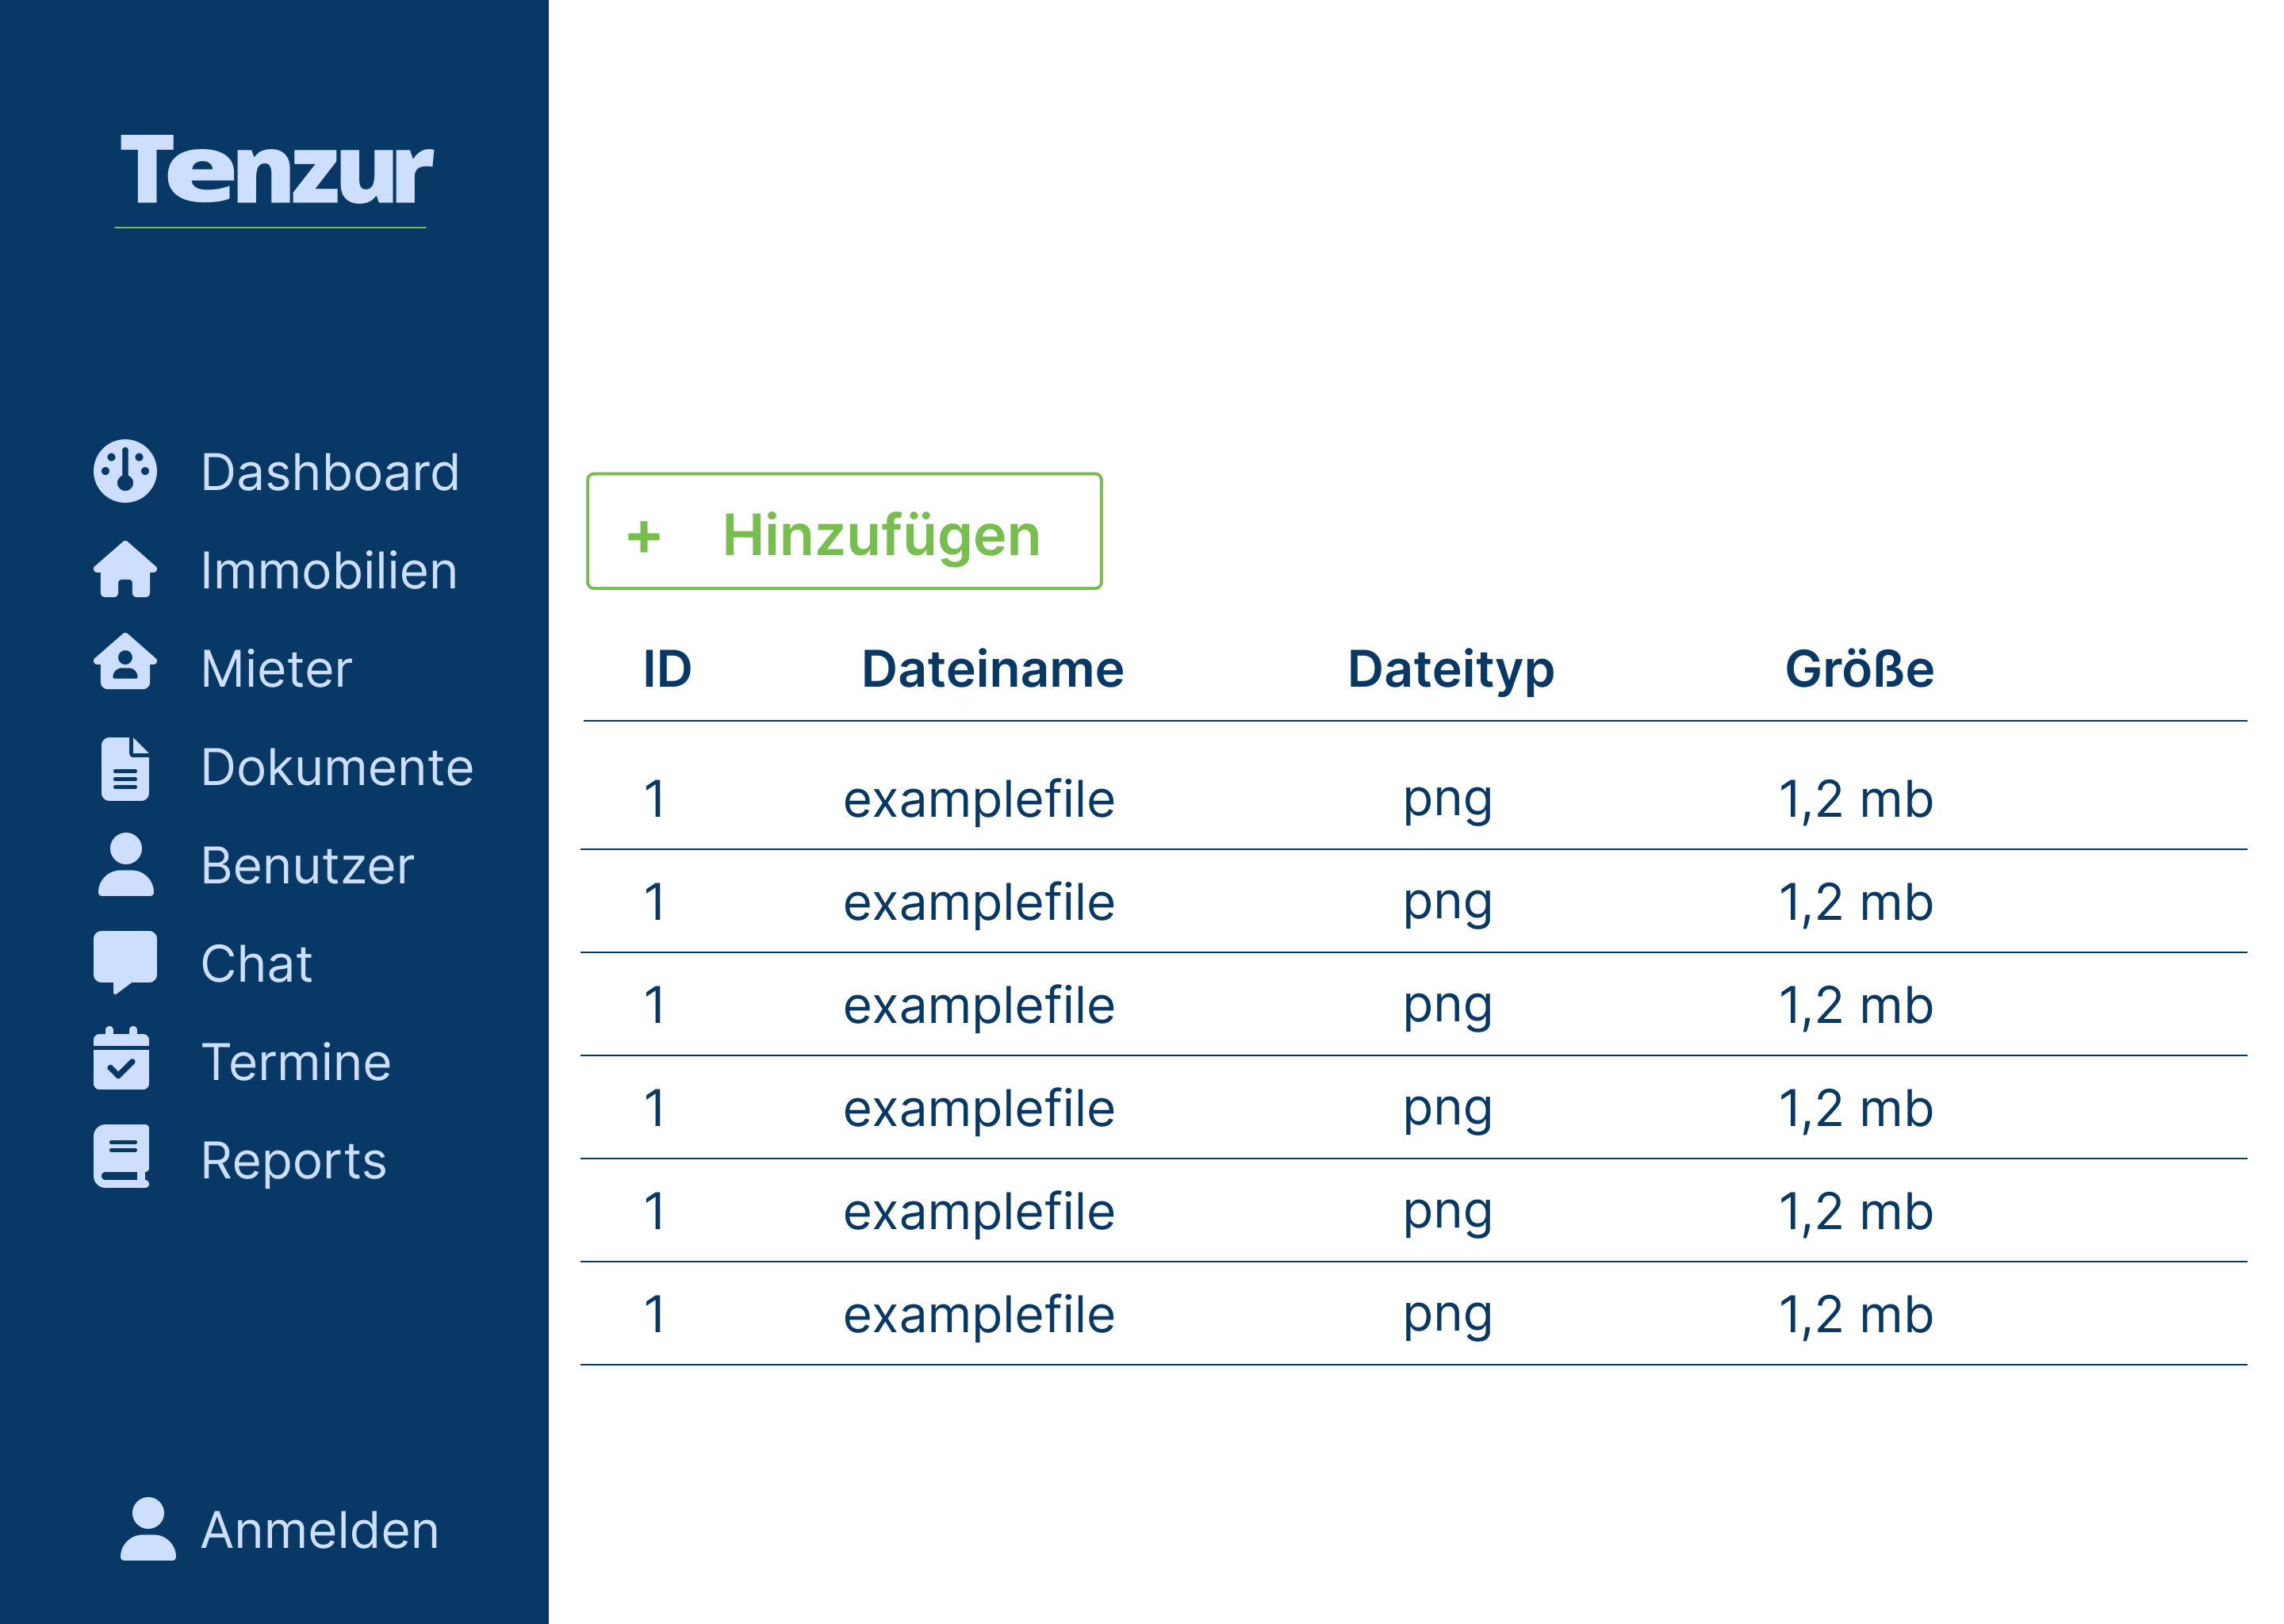 Tenzur
Dashboard
Immobilien
Mieter
Dokumente
Benutzer
Chat
Termine
Reports
Anmelden
+ Hinzufügen
ID Dateiname Dateityp Größe
1 examplefile png 1,2 mb
1 examplefile png 1,2 mb
1 examplefile png 1,2 mb
1 examplefile png 1,2 mb
1 examplefile png 1,2 mb
1 examplefile png 1,2 mb